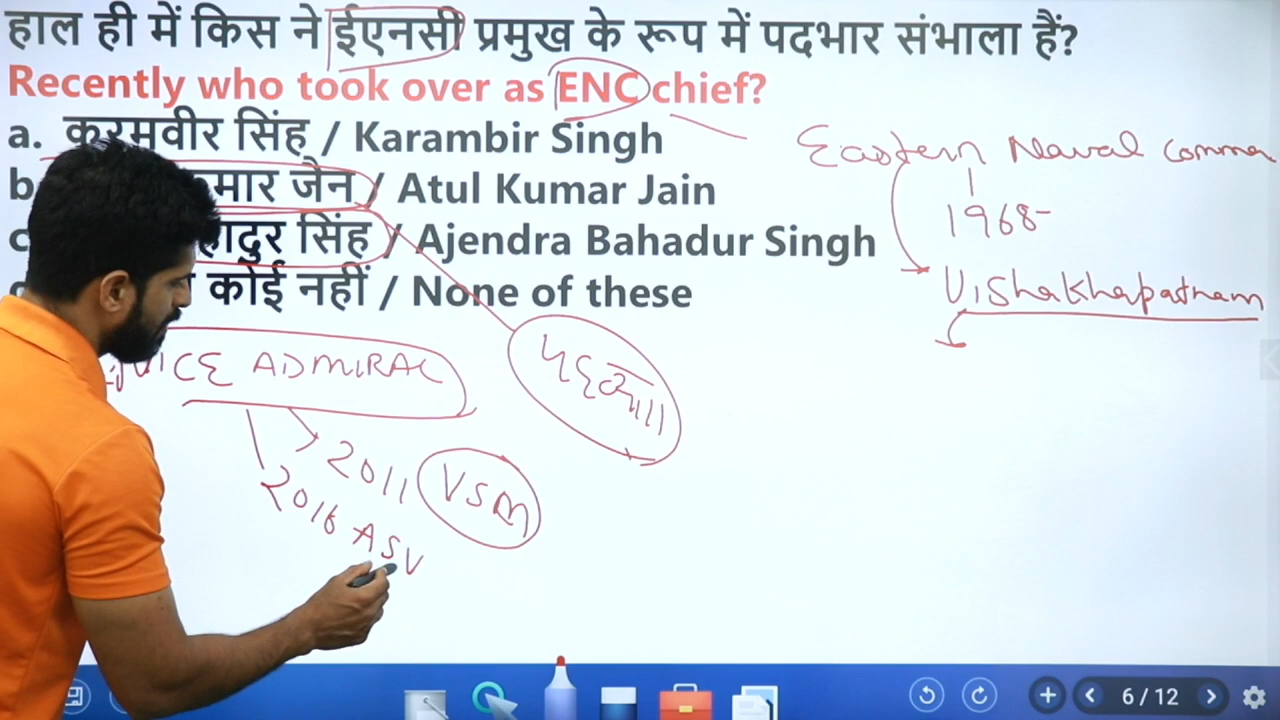 हाल ही में किस ने ईएनसी प्रमुख के रूप में पदभार संभाला हैं?
Recently who took over as ENC chief?
a. करमवीर सिंह / Karambir Singh
b कुमार जैन / Atul Kumar Jain
c हादुर सिंह / Ajendra Bahadur Singh
कोई नहीं / None of these
Eastern Naval Comman
1968-
Vishakhapatnam
VICE ADMIRAL
2011 VSM
2016 ASV
6 / 12